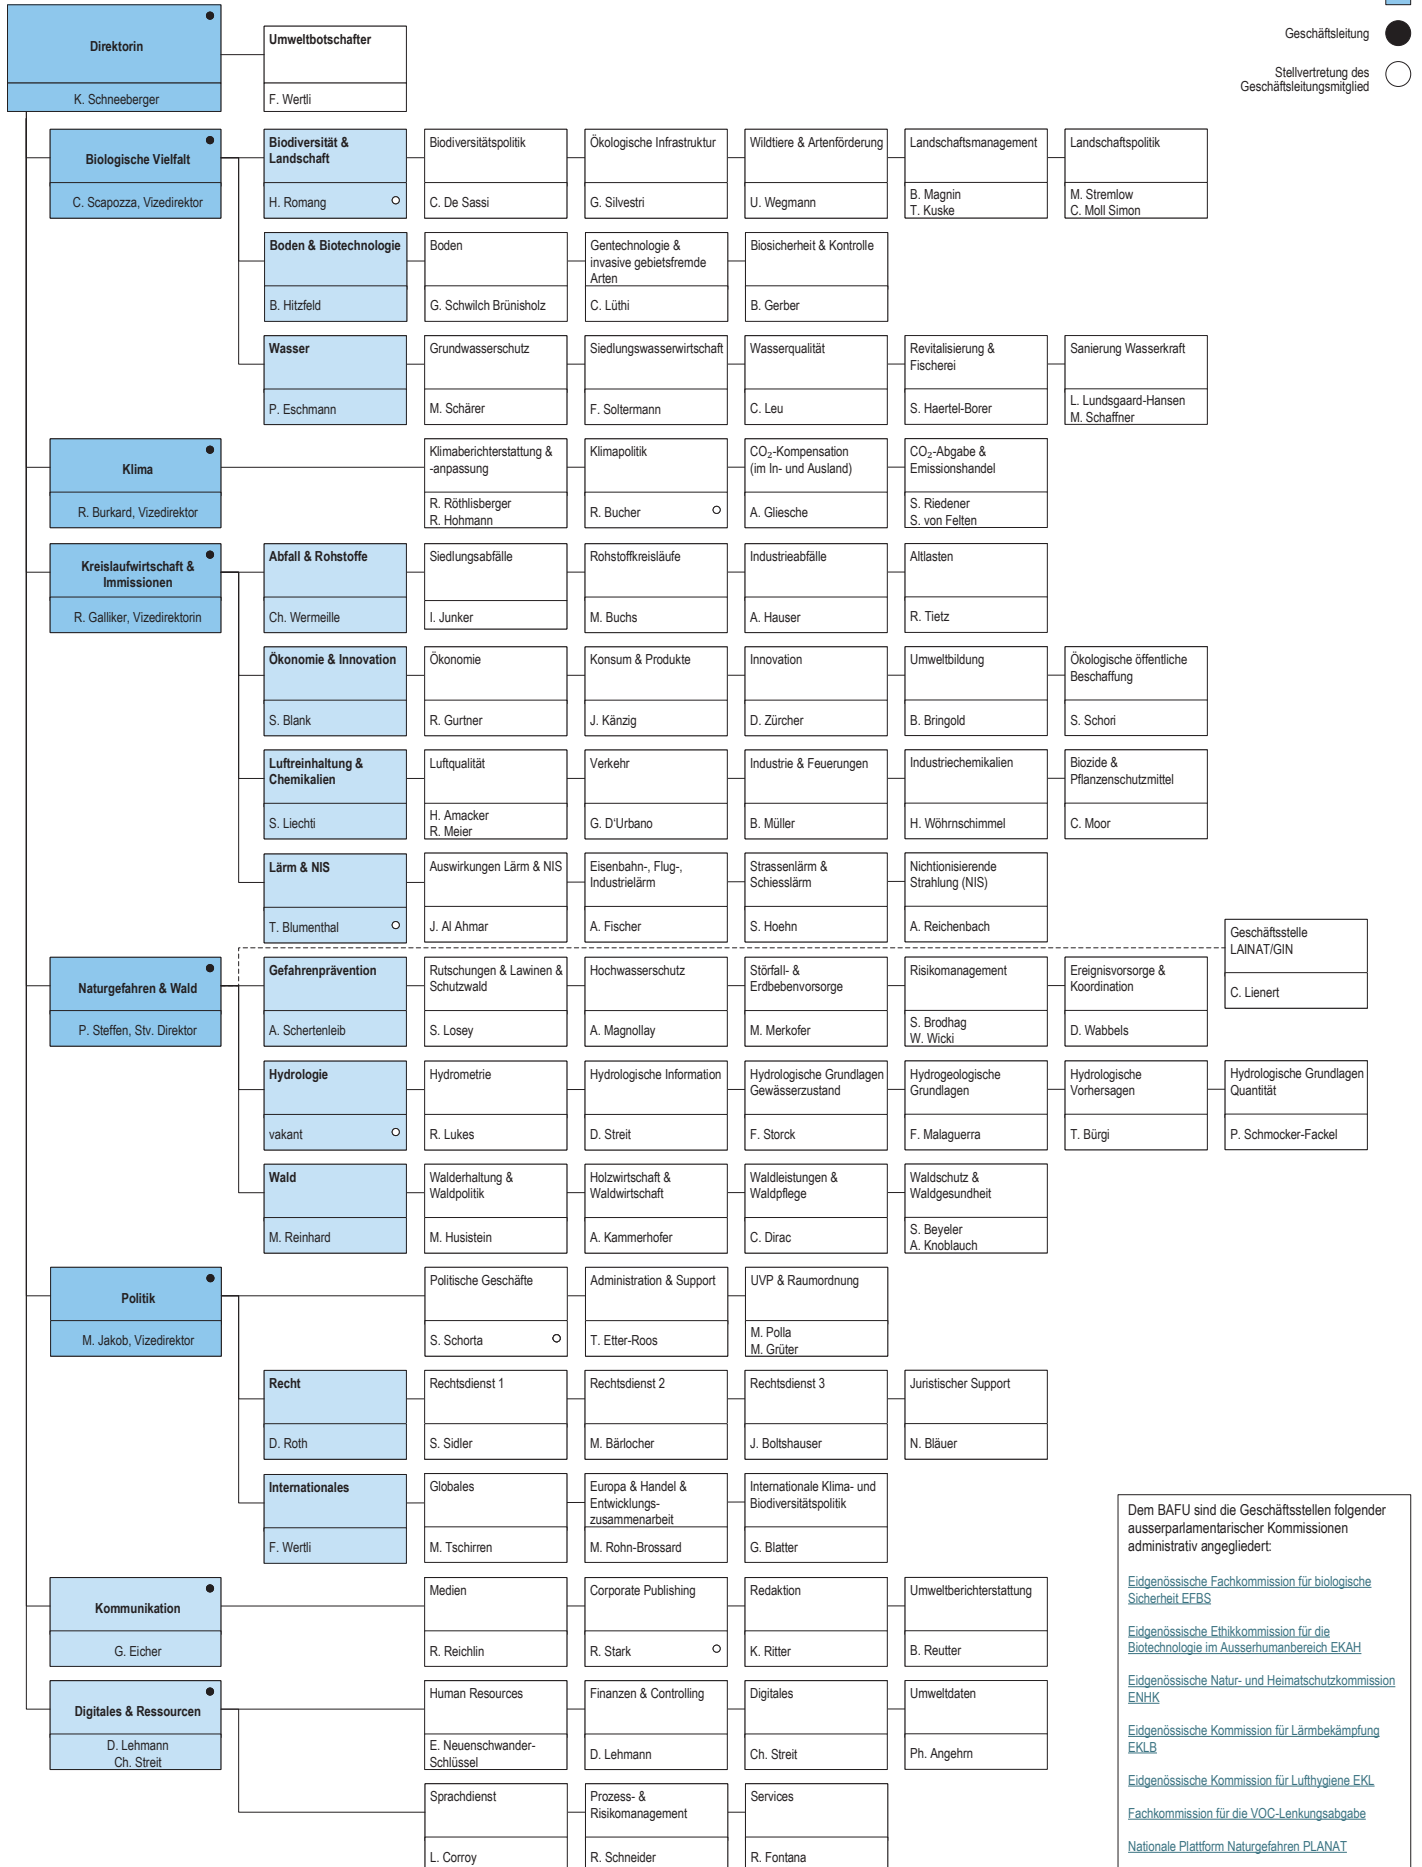 Direktorin
K. Schneeberger
Umweltbotschafter
F. Wertli
Geschäftsleitung
Stellvertretung des
Geschäftsleitungsmitglied
Biologische Vielfalt
C. Scapozza, Vizedirektor
Biodiversität &
Landschaft
H. Romang
Biodiversitätspolitik
C. De Sassi
Ökologische Infrastruktur
G. Silvestri
Wildtiere & Artenförderung
U. Wegmann
Landschaftsmanagement
B. Magnin
T. Kuske
Landschaftspolitik
M. Stremlow
C. Moll Simon
Boden & Biotechnologie
B. Hitzfeld
Boden
G. Schwilch Brünisholz
Gentechnologie &
invasive gebietsfremde
Arten
C. Lüthi
Biosicherheit & Kontrolle
B. Gerber
Wasser
P. Eschmann
Grundwasserschutz
M. Schärer
Siedlungswasserwirtschaft
F. Soltermann
Wasserqualität
C. Leu
Revitalisierung &
Fischerei
S. Haertel-Borer
Sanierung Wasserkraft
L. Lundsgaard-Hansen
M. Schaffner
Klima
R. Burkard, Vizedirektor
Klimaberichterstattung &
-anpassung
R. Röthlisberger
R. Hohmann
Klimapolitik
R. Bucher
CO₂-Kompensation
(im In- und Ausland)
A. Gliesche
CO₂-Abgabe &
Emissionshandel
S. Riedener
S. von Felten
Kreislaufwirtschaft &
Immissionen
R. Galliker, Vizedirektorin
Abfall & Rohstoffe
Ch. Wermeille
Siedlungsabfälle
I. Junker
Rohstoffkreisläufe
M. Buchs
Industrieabfälle
A. Hauser
Altlasten
R. Tietz
Ökonomie & Innovation
S. Blank
Ökonomie
R. Gurtner
Konsum & Produkte
J. Känzig
Innovation
D. Zürcher
Umweltbildung
B. Bringold
Ökologische öffentliche
Beschaffung
S. Schori
Luftreinhaltung &
Chemikalien
S. Liechti
Luftqualität
H. Amacker
R. Meier
Verkehr
G. D'Urbano
Industrie & Feuerungen
B. Müller
Industriechemikalien
H. Wöhrnschimmel
Biozide &
Pflanzenschutzmittel
C. Moor
Lärm & NIS
T. Blumenthal
Auswirkungen Lärm & NIS
J. Al Ahmar
Eisenbahn-, Flug-,
Industrielärm
A. Fischer
Strassenlärm &
Schiesslärm
S. Hoehn
Nichtionisierende
Strahlung (NIS)
A. Reichenbach
Geschäftsstelle
LAINAT/GIN
C. Lienert
Naturgefahren & Wald
P. Steffen, Stv. Direktor
Gefahrenprävention
A. Schertenleib
Rutschungen & Lawinen &
Schutzwald
S. Losey
Hochwasserschutz
A. Magnollay
Störfall- &
Erdbebenvorsorge
M. Merkofer
Risikomanagement
S. Brodhag
W. Wicki
Ereignisvorsorge &
Koordination
D. Wabbels
Hydrologie
vakant
Hydrometrie
R. Lukes
Hydrologische Information
D. Streit
Hydrologische Grundlagen
Gewässerzustand
F. Storck
Hydrogeologische
Grundlagen
F. Malaguerra
Hydrologische
Vorhersagen
T. Bürgi
Hydrologische Grundlagen
Quantität
P. Schmocker-Fackel
Wald
M. Reinhard
Walderhaltung &
Waldpolitik
M. Husistein
Holzwirtschaft &
Waldwirtschaft
A. Kammerhofer
Waldleistungen &
Waldpflege
C. Dirac
Waldschutz &
Waldgesundheit
S. Beyeler
A. Knoblauch
Politik
M. Jakob, Vizedirektor
Politische Geschäfte
S. Schorta
Administration & Support
T. Etter-Roos
UVP & Raumordnung
M. Polla
M. Grüter
Recht
D. Roth
Rechtsdienst 1
S. Sidler
Rechtsdienst 2
M. Bärlocher
Rechtsdienst 3
J. Boltshauser
Juristischer Support
N. Bläuer
Internationales
F. Wertli
Globales
M. Tschirren
Europa & Handel &
Entwicklungs-
zusammenarbeit
M. Rohn-Brossard
Internationale Klima- und
Biodiversitätspolitik
G. Blatter
Kommunikation
G. Eicher
Medien
R. Reichlin
Corporate Publishing
R. Stark
Redaktion
K. Ritter
Umweltberichterstattung
B. Reutter
Digitales & Ressourcen
D. Lehmann
Ch. Streit
Human Resources
E. Neuenschwander-
Schlüssel
Finanzen & Controlling
D. Lehmann
Digitales
Ch. Streit
Umweltdaten
Ph. Angehrn
Sprachdienst
L. Corroy
Prozess- &
Risikomanagement
R. Schneider
Services
R. Fontana
Dem BAFU sind die Geschäftsstellen folgender
ausserparlamentarischer Kommissionen
administrativ angegliedert:
Eidgenössische Fachkommission für biologische
Sicherheit EFBS
Eidgenössische Ethikkommission für die
Biotechnologie im Ausserhumanbereich EKAH
Eidgenössische Natur- und Heimatschutzkommission
ENHK
Eidgenössische Kommission für Lärmbekämpfung
EKLB
Eidgenössische Kommission für Lufthygiene EKL
Fachkommission für die VOC-Lenkungsabgabe
Nationale Plattform Naturgefahren PLANAT